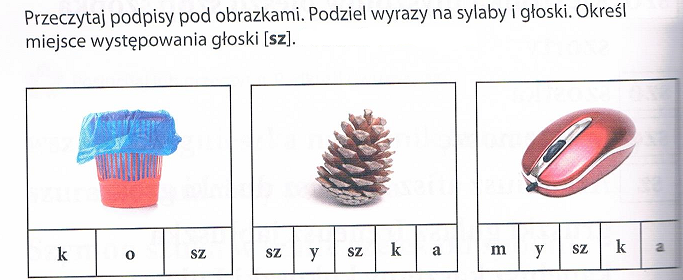 Przeczytaj podpisy pod obrazkami. Podziel wyrazy na sylaby i głoski. Określ
miejsce występowania głoski [sz].
k o sz sz y sz k a m y sz k a